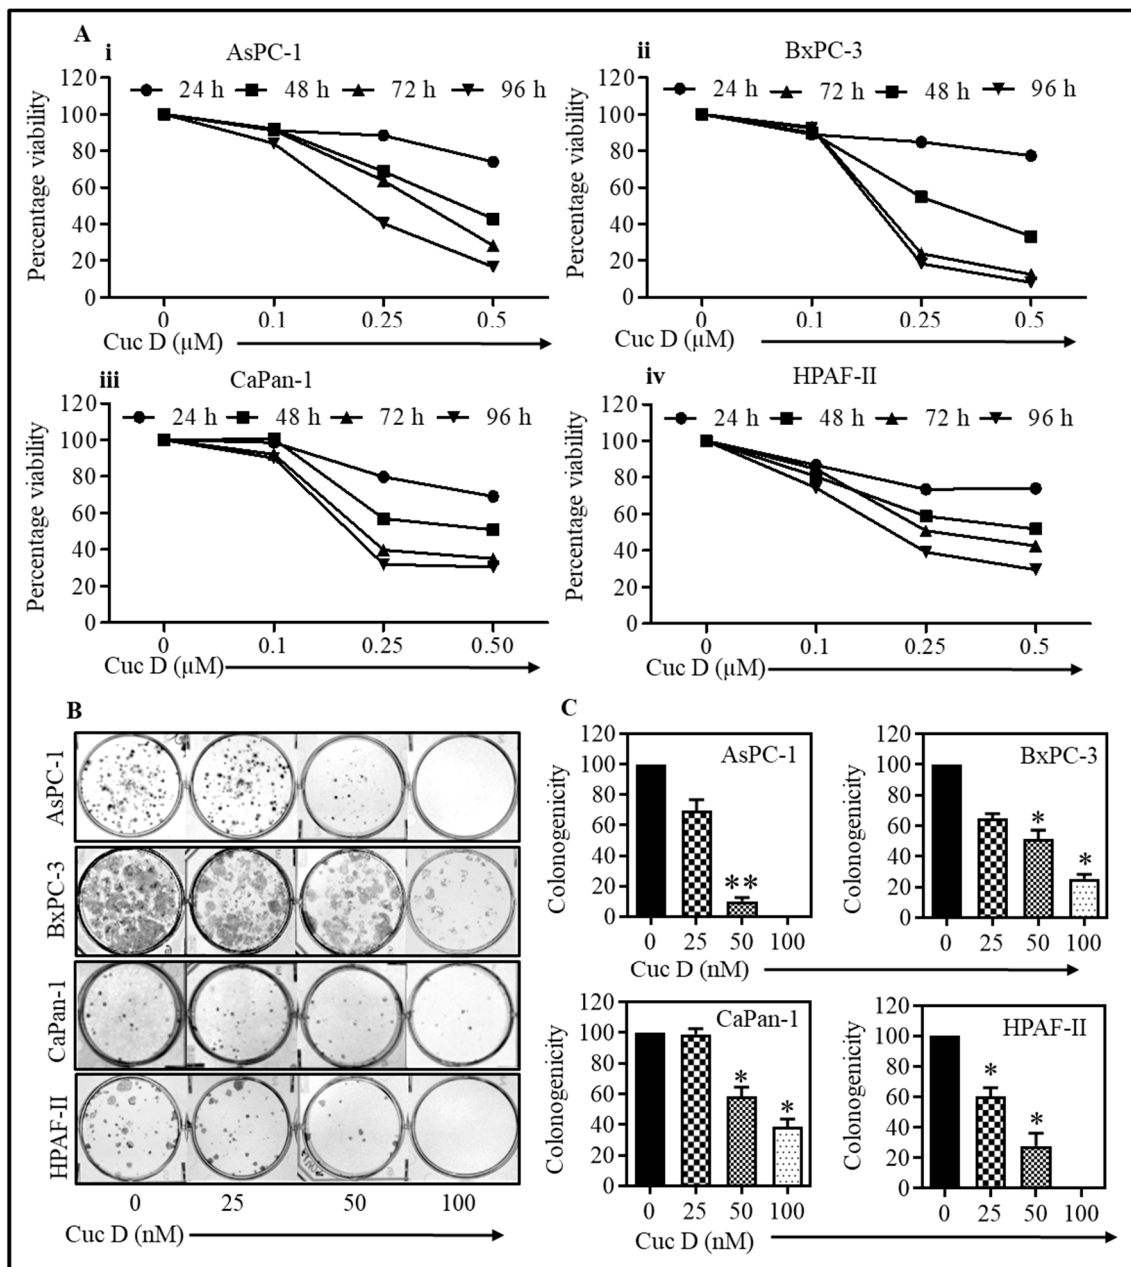 A
i AsPC-1
Percentage viability
120
100
80
60
40
20
0
24 h 48 h 72 h 96 h
0 0.1 0.25 0.5
Cuc D (μM)
ii BxPC-3
Percentage viability
120
100
80
60
40
20
0
24 h 72 h 48 h 96 h
0 0.1 0.25 0.5
Cuc D (μM)
iii CaPan-1
Percentage viability
120
100
80
60
40
20
0
24 h 48 h 72 h 96 h
0 0.1 0.25 0.50
Cuc D (μM)
iv HPAF-II
Percentage viability
120
100
80
60
40
20
0
24 h 48 h 72 h 96 h
0 0.1 0.25 0.5
Cuc D (μM)
B
AsPC-1
BxPC-3
CaPan-1
HPAF-II
0 25 50 100
Cuc D (nM)
C
Colonogenicity
120
100
80
60
40
20
0
AsPC-1
**
0 25 50 100
Colonogenicity
120
100
80
60
40
20
0
BxPC-3
*
*
0 25 50 100
Cuc D (nM)
Colonogenicity
120
100
80
60
40
20
0
CaPan-1
*
*
0 25 50 100
Colonogenicity
120
100
80
60
40
20
0
HPAF-II
*
*
0 25 50 100
Cuc D (nM)